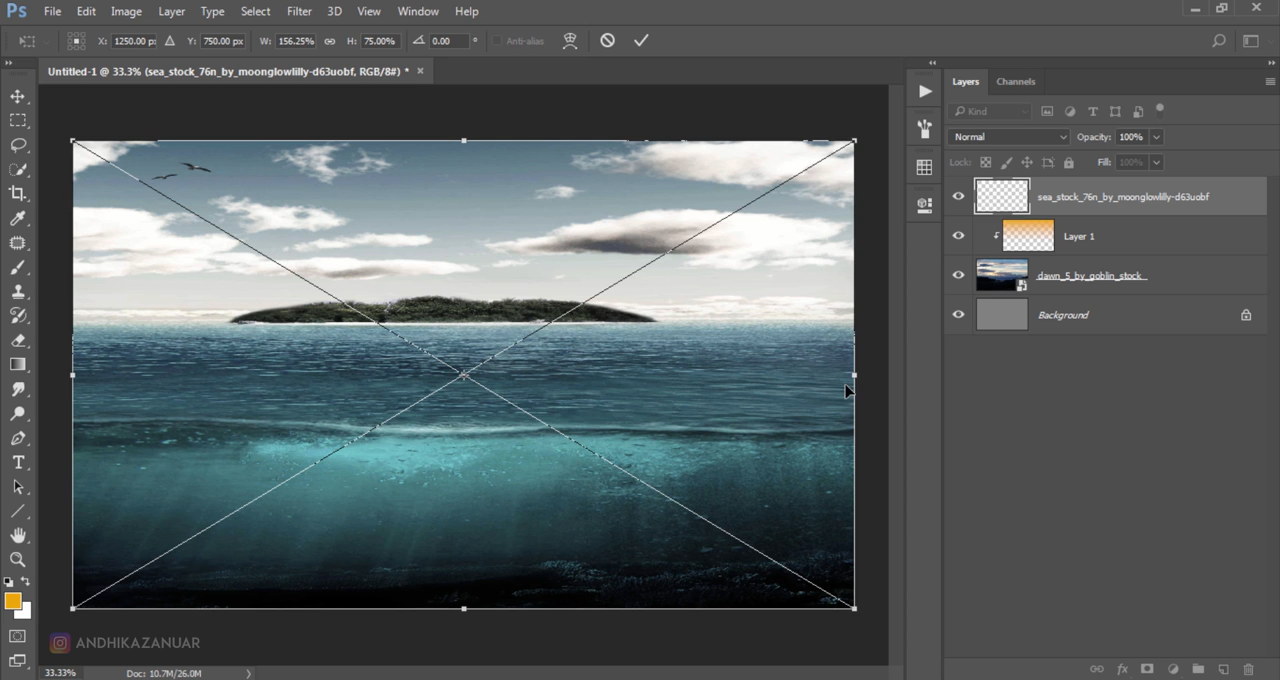 Ps File Edit Image Layer Type Select Filter 3D View Window Help
X: 1250.00 p Y: 750.00 px W: 156.25% H: 75.00% 0.00 ° Anti-alias
Untitled-1 @ 33.3% (sea_stock_76n_by_moonglowlilly-d63uobf, RGB/8#) * ×
Layers Channels
Kind
Normal Opacity: 100%
Lock: Fill: 100%
sea_stock_76n_by_moonglowlilly-d63uobf
Layer 1
dawn_5_by_goblin_stock
Background
ANDHIKAZANUAR
33.33% Doc: 10.7M/26.0M